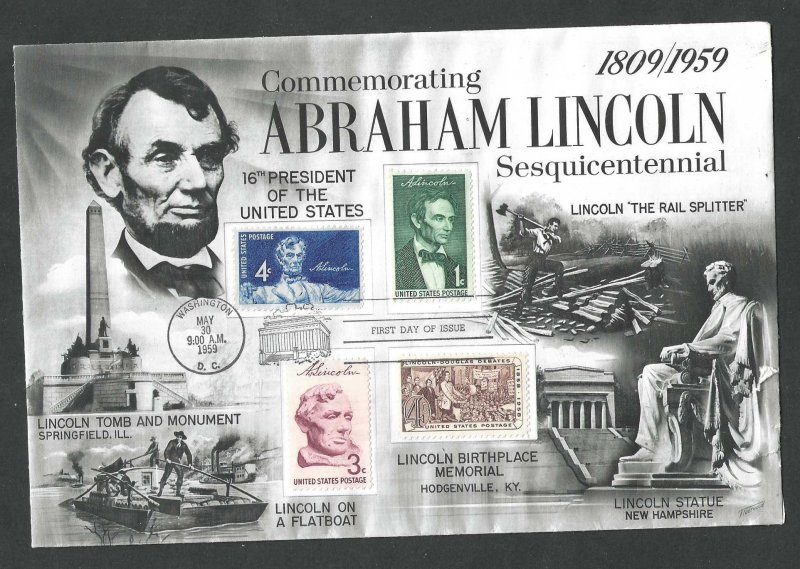 1809/1959
Commemorating
ABRAHAM LINCOLN
Sesquicentennial
16TH PRESIDENT
OF THE
UNITED STATES
UNITED STATES POSTAGE
4¢
A. Lincoln
A. Lincoln
1¢
UNITED STATES POSTAGE
LINCOLN "THE RAIL SPLITTER"
WASHINGTON
MAY
30
9:00 A.M.
1959
D. C.
FIRST DAY OF ISSUE
LINCOLN TOMB AND MONUMENT
SPRINGFIELD, ILL.
A. Lincoln
3¢
UNITED STATES POSTAGE
LINCOLN-DOUGLAS DEBATES
1858-1958
4¢
UNITED STATES POSTAGE
LINCOLN BIRTHPLACE
MEMORIAL
HODGENVILLE, KY.
LINCOLN ON
A FLATBOAT
LINCOLN STATUE
NEW HAMPSHIRE